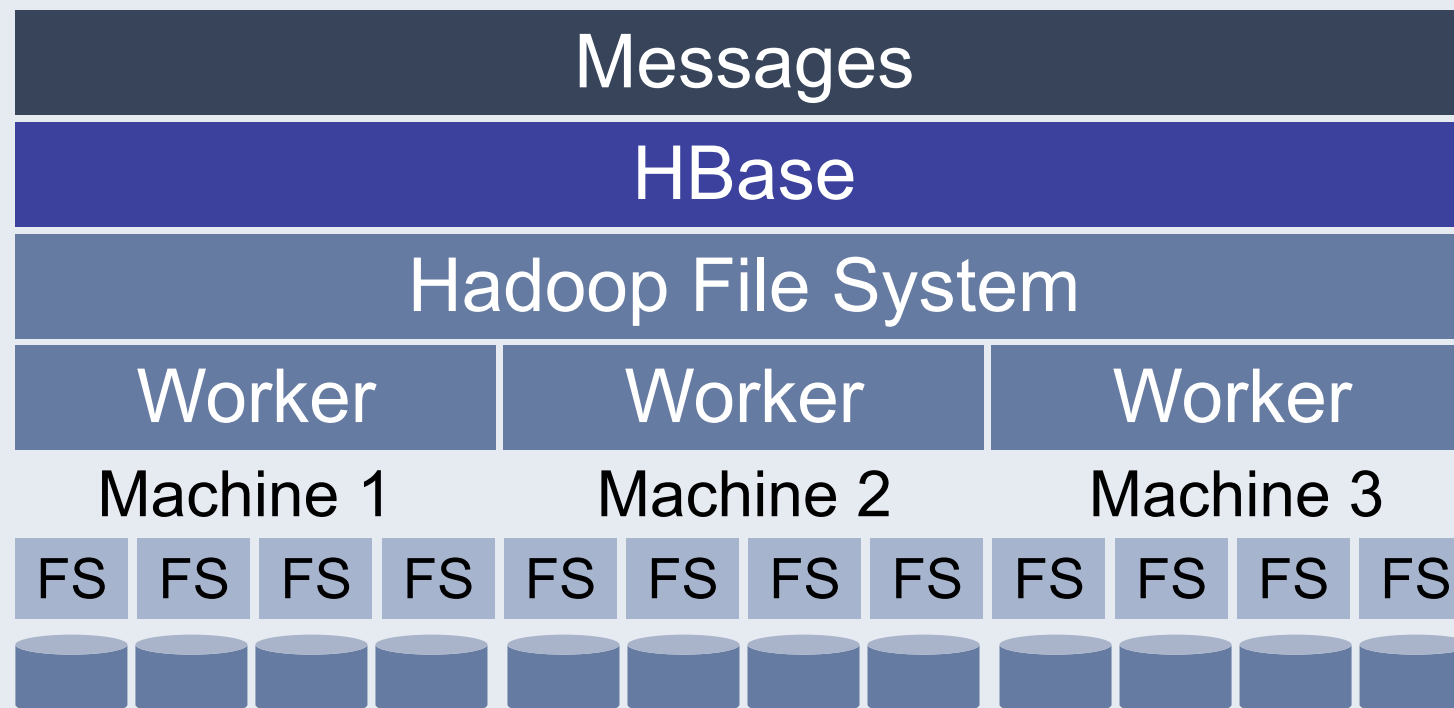 Messages
HBase
Hadoop File System
Worker Worker Worker
Machine 1 Machine 2 Machine 3
FS FS FS FS FS FS FS FS FS FS FS FS